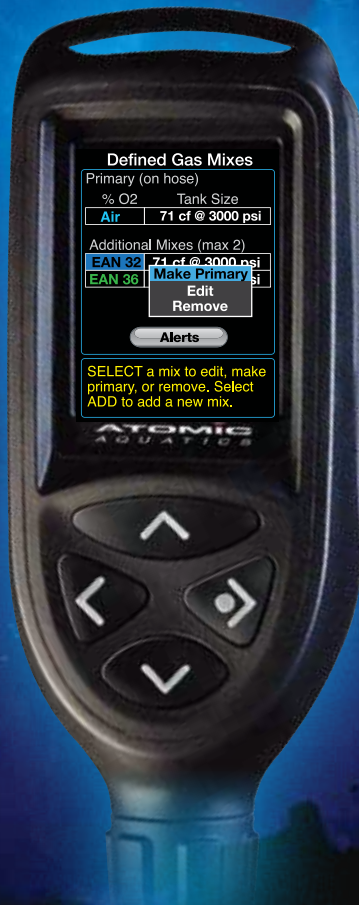 Defined Gas Mixes
Primary (on hose)
% O2 Tank Size
Air 71 cf @ 3000 psi
Additional Mixes (max 2)
EAN 32 71 cf @ 3000 psi
EAN 36 si
Make Primary
Edit
Remove
Alerts
SELECT a mix to edit, make
primary, or remove. Select
ADD to add a new mix.
ATOMIC
AQUATICS